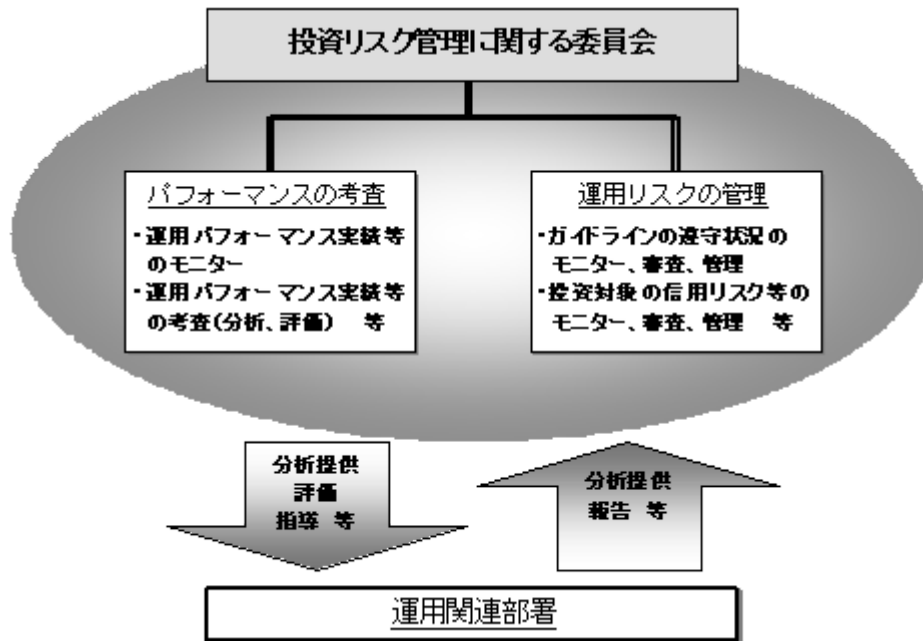 投資リスク管理に関する委員会
パフォーマンスの考査
・運用パフォーマンス実績等
のモニター
・運用パフォーマンス実績等
の考査(分析、評価) 等
運用リスクの管理
・ガイドラインの遵守状況の
モニター、審査、管理
・投資対象の信用リスク等の
モニター、審査、管理 等
分析提供
評価
指導 等
分析提供
報告 等
運用関連部署